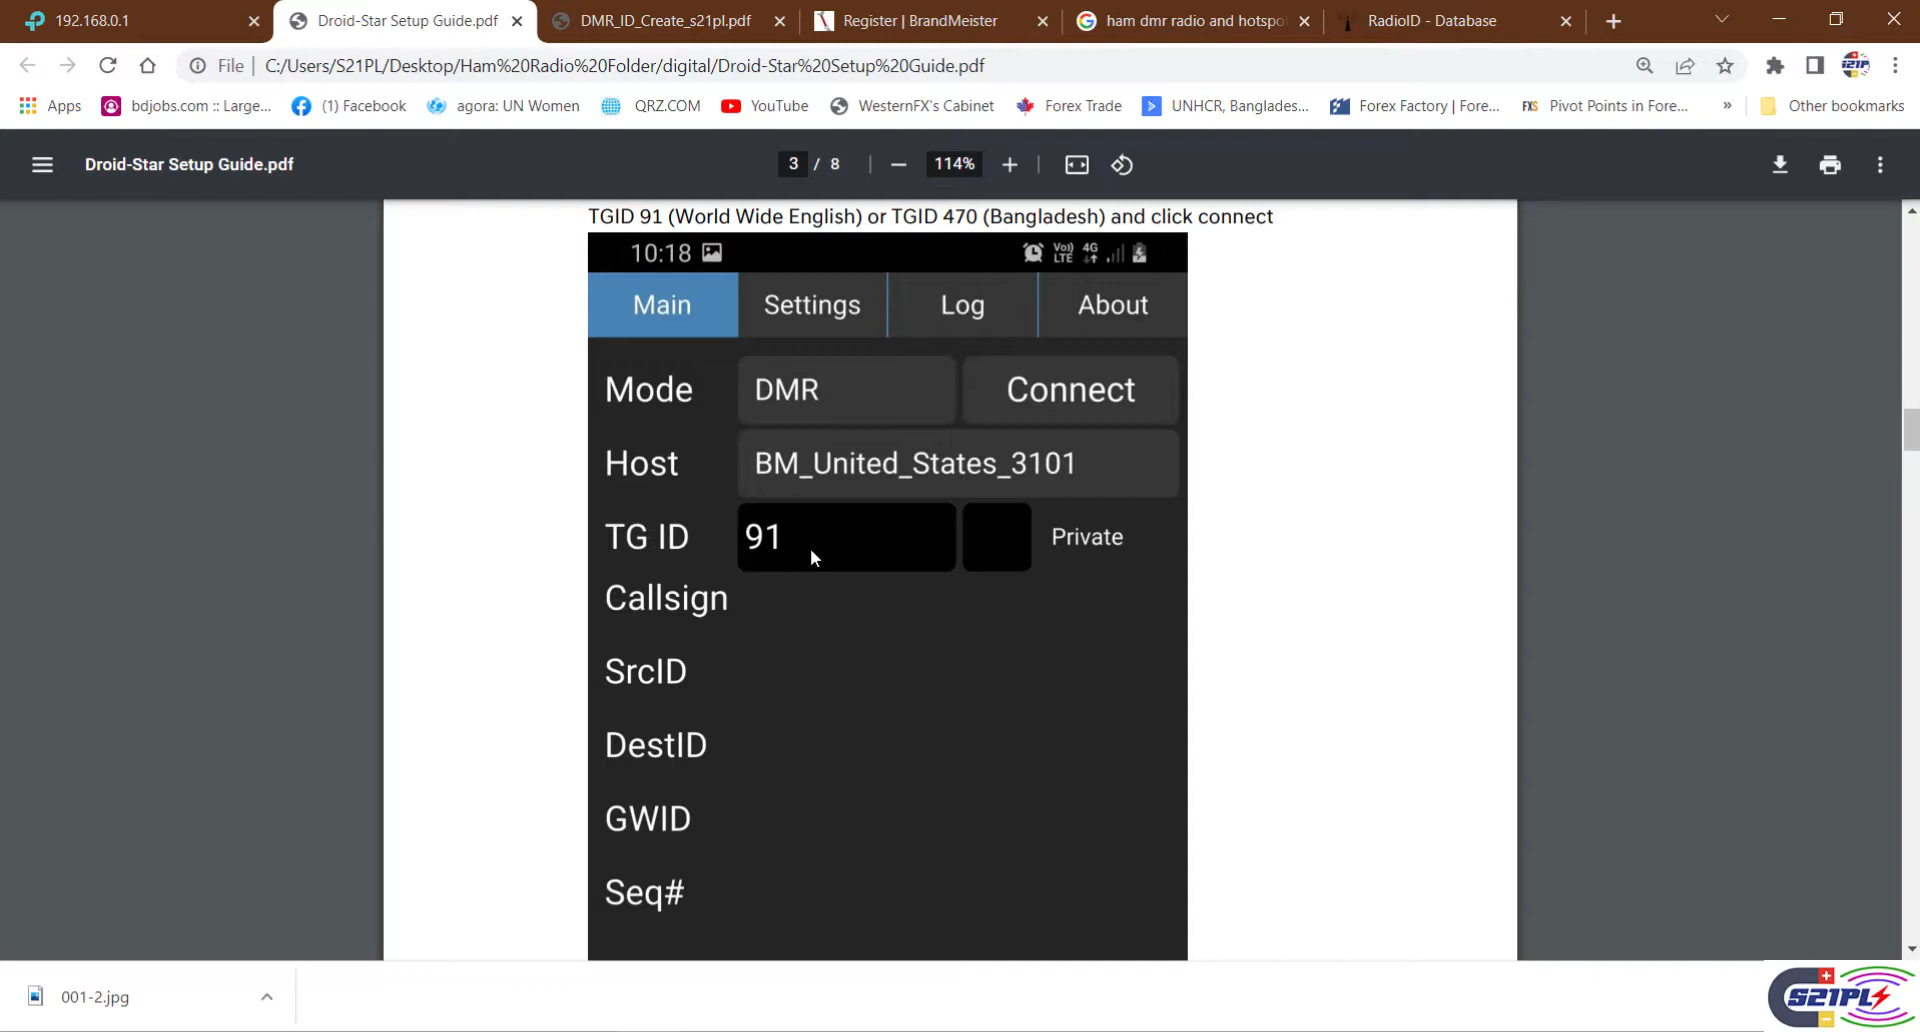 192.168.0.1
Droid-Star Setup Guide.pdf
DMR_ID_Create_s21pl.pdf
Register | BrandMeister
ham dmr radio and hotspo
RadioID - Database
File | C:/Users/S21PL/Desktop/Ham%20Radio%20Folder/digital/Droid-Star%20Setup%20Guide.pdf
Apps
bdjobs.com :: Large...
(1) Facebook
agora: UN Women
QRZ.COM
YouTube
WesternFX's Cabinet
Forex Trade
UNHCR, Banglades...
Forex Factory | Fore...
FXS Pivot Points in Fore...
»
Other bookmarks
Droid-Star Setup Guide.pdf
3 / 8
114%
TGID 91 (World Wide English) or TGID 470 (Bangladesh) and click connect
10:18
Vo)) LTE
4G
Main
Settings
Log
About
Mode
DMR
Connect
Host
BM_United_States_3101
TG ID
91
Private
Callsign
SrcID
DestID
GWID
Seq#
001-2.jpg
S21PL